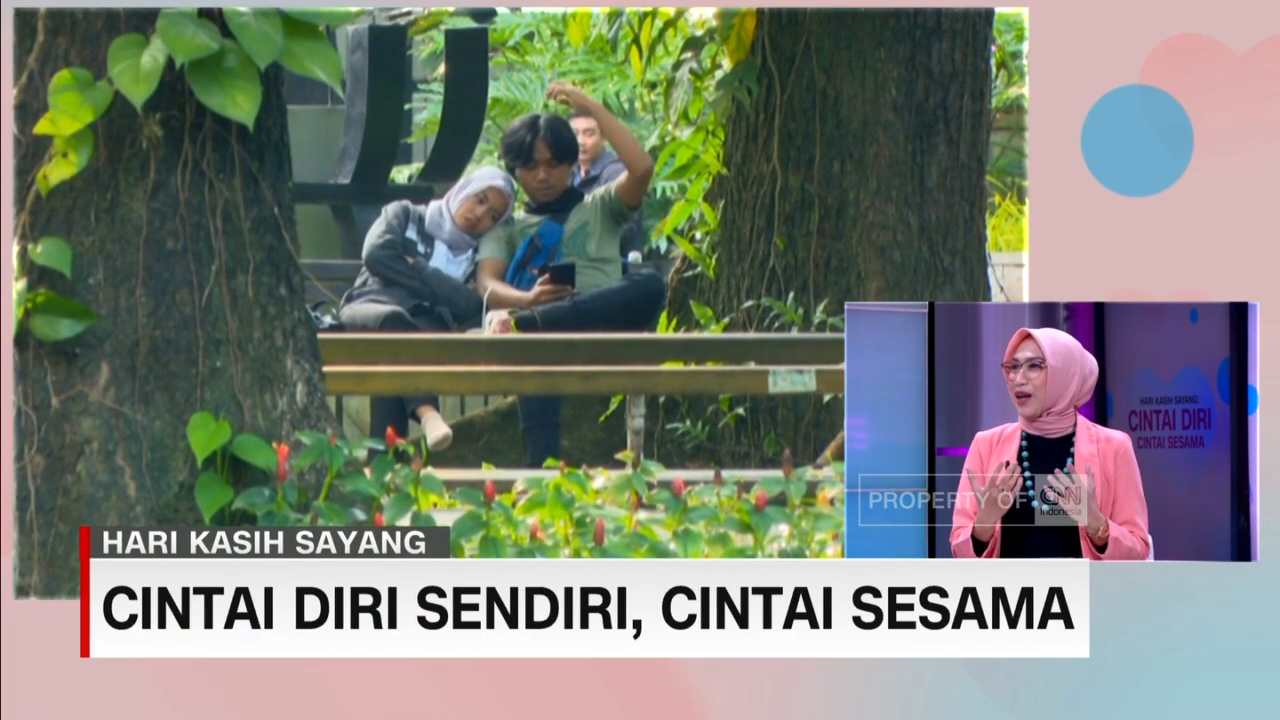 HARI KASIH SAYANG
CINTAI DIRI
CINTAI SESAMA
PROPERTY OF CNN
Indonesia
HARI KASIH SAYANG
CINTAI DIRI SENDIRI, CINTAI SESAMA